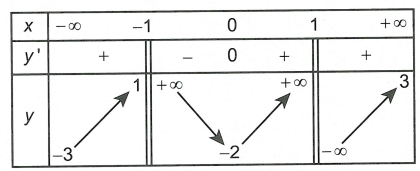 x −∞ −1 0 1 +∞
y' + − 0 + +
1 +∞ +∞ 3
y
−3 −2 −∞